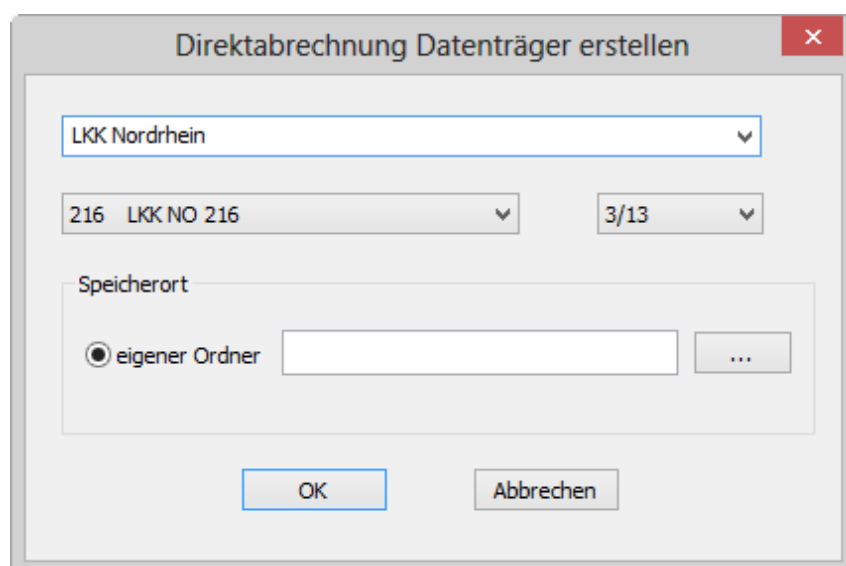 Direktabrechnung Datenträger erstellen
LKK Nordrhein
216 LKK NO 216 3/13
Speicherort
eigener Ordner ...
OK Abbrechen